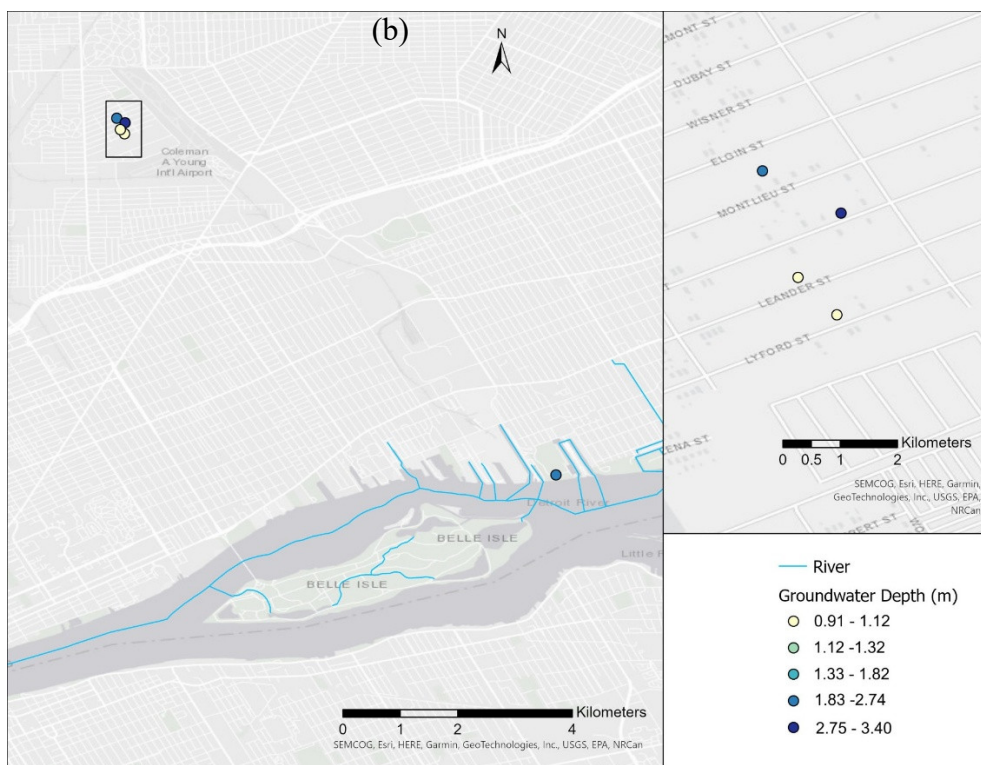 (b)
N
Coleman
A Young
Int'l Airport
Detroit River
BELLE ISLE
BELLE ISLE
Kilometers
0 1 2 4
SEMCOG, Esri, HERE, Garmin, GeoTechnologies, Inc., USGS, EPA, NRCan
DUBAY ST
WISNER ST
ELGIN ST
MONTLIEU ST
LEANDER ST
LYFORD ST
Kilometers
0 0.5 1 2
SEMCOG, Esri, HERE, Garmin,
GeoTechnologies, Inc., USGS, EPA,
NRCan
River
Groundwater Depth (m)
0.91 - 1.12
1.12 -1.32
1.33 - 1.82
1.83 -2.74
2.75 - 3.40